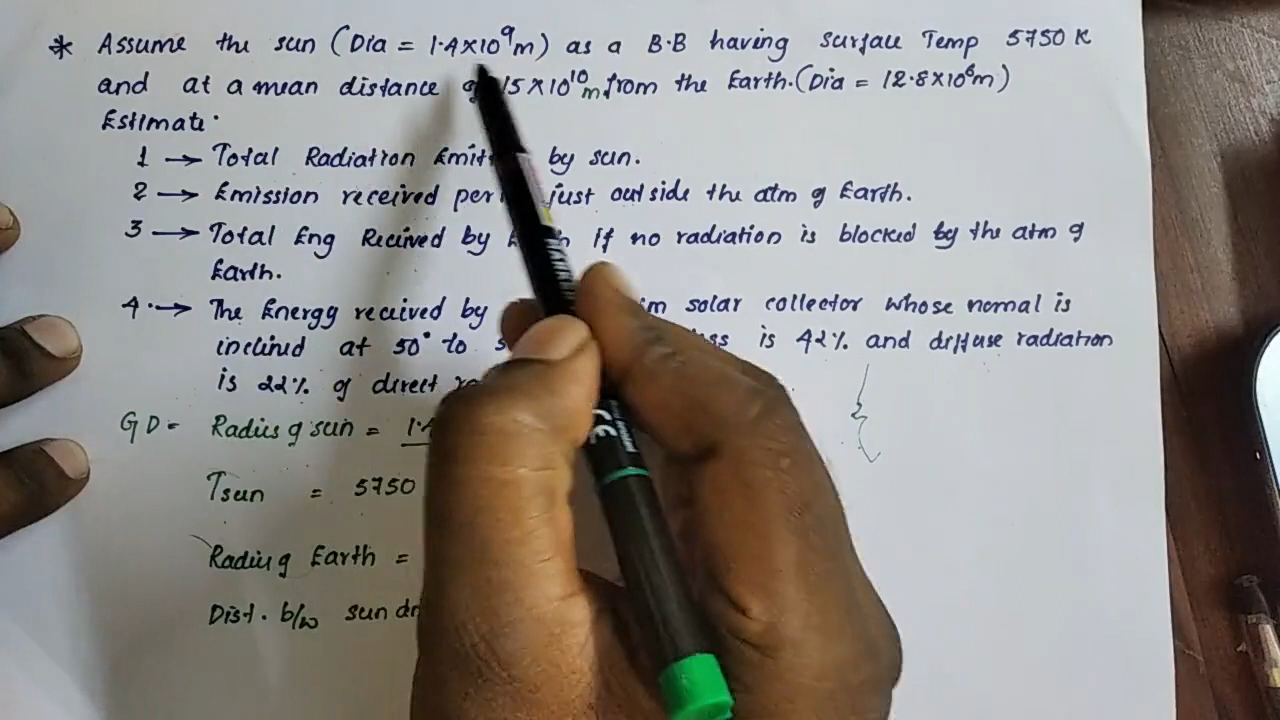 * Assume the sun (Dia = 1.4×10⁹m) as a B.B having surface Temp 5750 K
and at a mean distance 15×10¹⁰ m from the Earth. (Dia = 12.8×10⁶m)
Estimate.
1 → Total Radiation by sun.
2 → Emission received per just outside the atm of Earth.
3 → Total Eng Recived by if no radiation is blocked by the atm of
Earth.
4. → The Energy received by solar collector whose normal is
inclined at 50° to is 42% and diffuse radiation
is 22% of direct
GD = Radius of sun =
Tsun = 5750
Radius of Earth =
Dist. b/w sun
CE